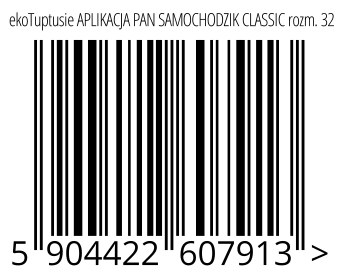 ekoTuptusie APLIKACJA PAN SAMOCHODZIK CLASSIC rozm. 32
5 904422 607913 >